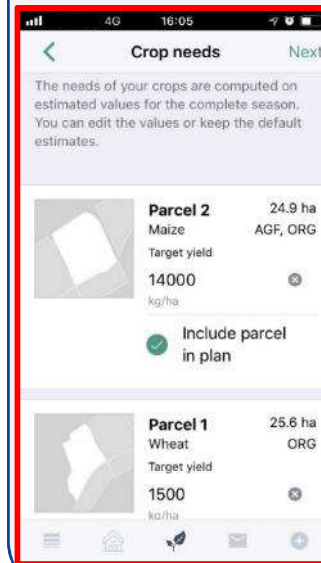 4G 16:05
Crop needs Next
The needs of your crops are computed on
estimated values for the complete season.
You can edit the values or keep the default
estimates.
Parcel 2 24.9 ha
Maize AGF, ORG
Target yield
14000
kg/ha
Include parcel
in plan
Parcel 1 25.6 ha
Wheat ORG
Target yield
1500
kg/ha